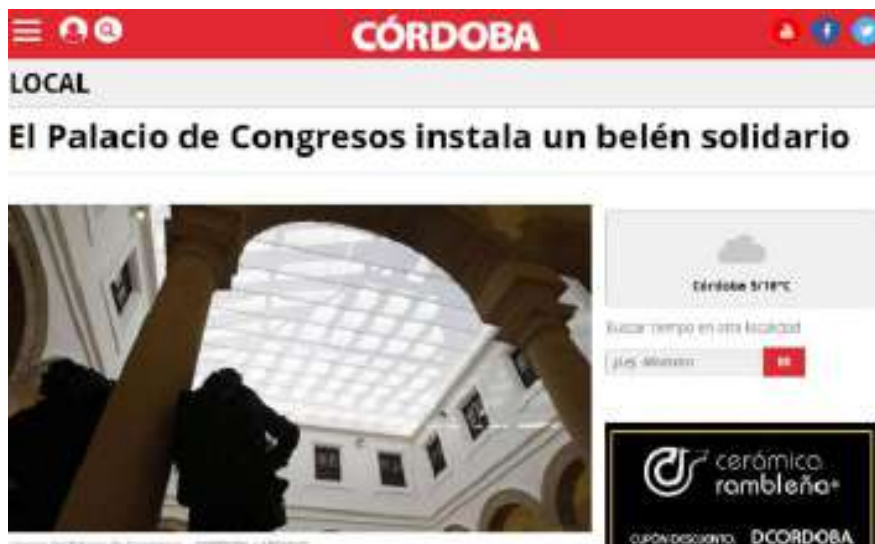 CÓRDOBA
LOCAL
El Palacio de Congresos instala un belén solidario
Córdoba 5/18°C
Buscar tiempo en otra localidad
cerámica
rambleña
CUPÓN DESCUENTO: DCORDOBA